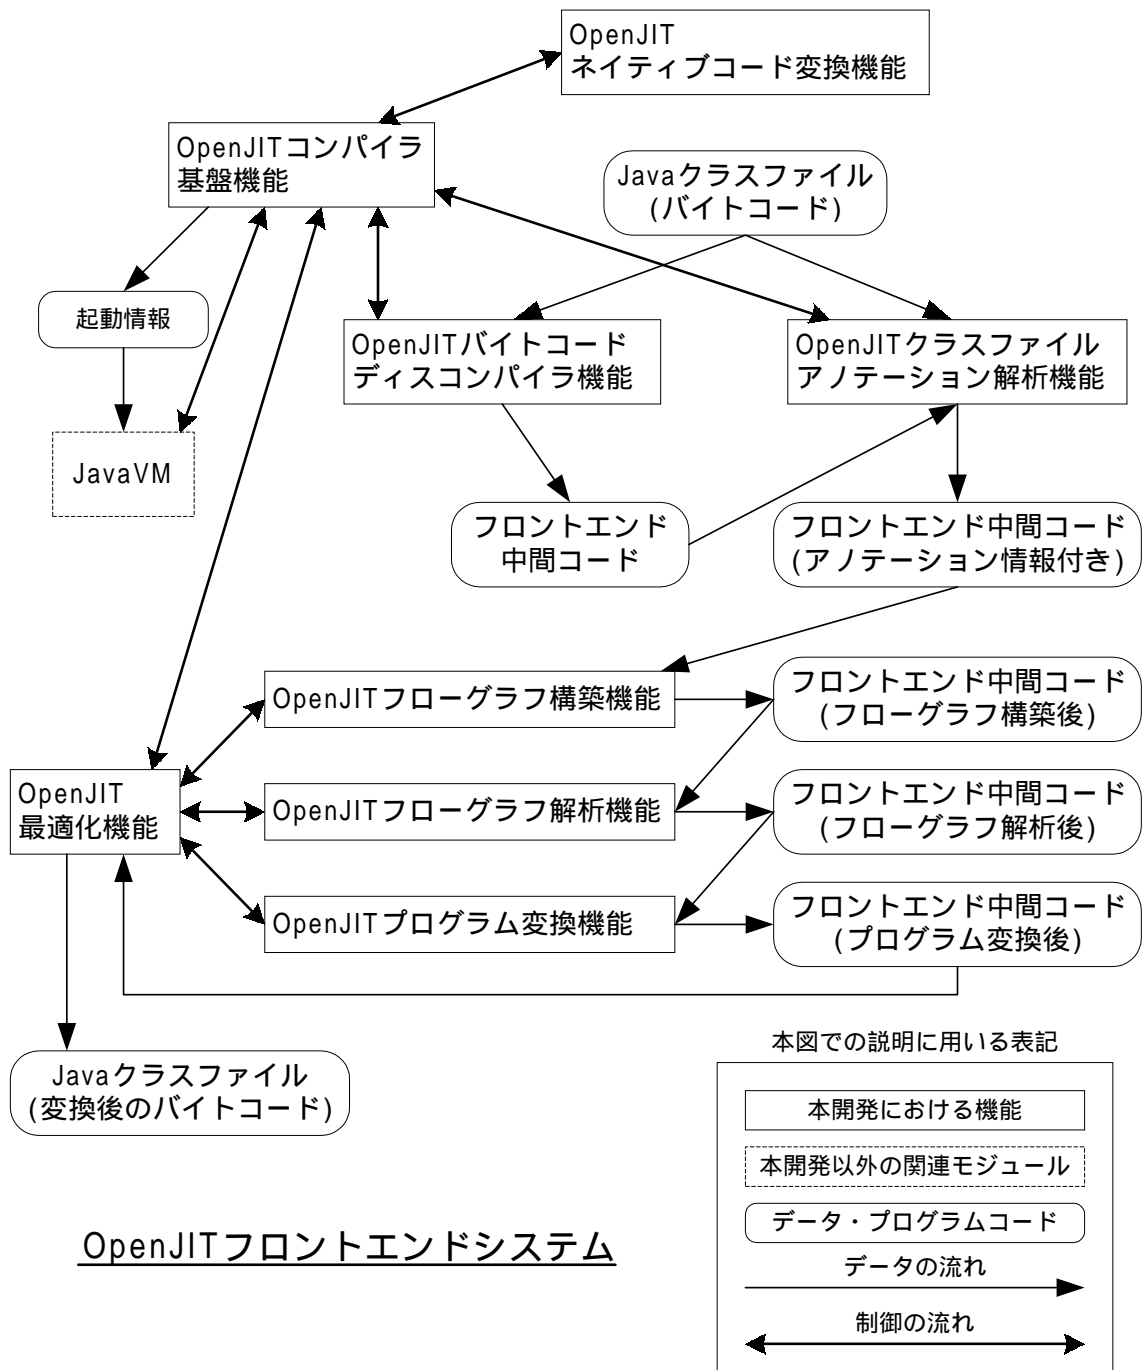 OpenJIT
ネイティブコード変換機能
OpenJITコンパイラ
基盤機能
Javaクラスファイル
(バイトコード)
起動情報
OpenJITバイトコード
ディスコンパイラ機能
OpenJITクラスファイル
アノテーション解析機能
JavaVM
フロントエンド
中間コード
フロントエンド中間コード
(アノテーション情報付き)
OpenJITフローグラフ構築機能
フロントエンド中間コード
(フローグラフ構築後)
OpenJIT
最適化機能
OpenJITフローグラフ解析機能
フロントエンド中間コード
(フローグラフ解析後)
OpenJITプログラム変換機能
フロントエンド中間コード
(プログラム変換後)
Javaクラスファイル
(変換後のバイトコード)
本図での説明に用いる表記
本開発における機能
本開発以外の関連モジュール
データ・プログラムコード
データの流れ
制御の流れ
OpenJITフロントエンドシステム